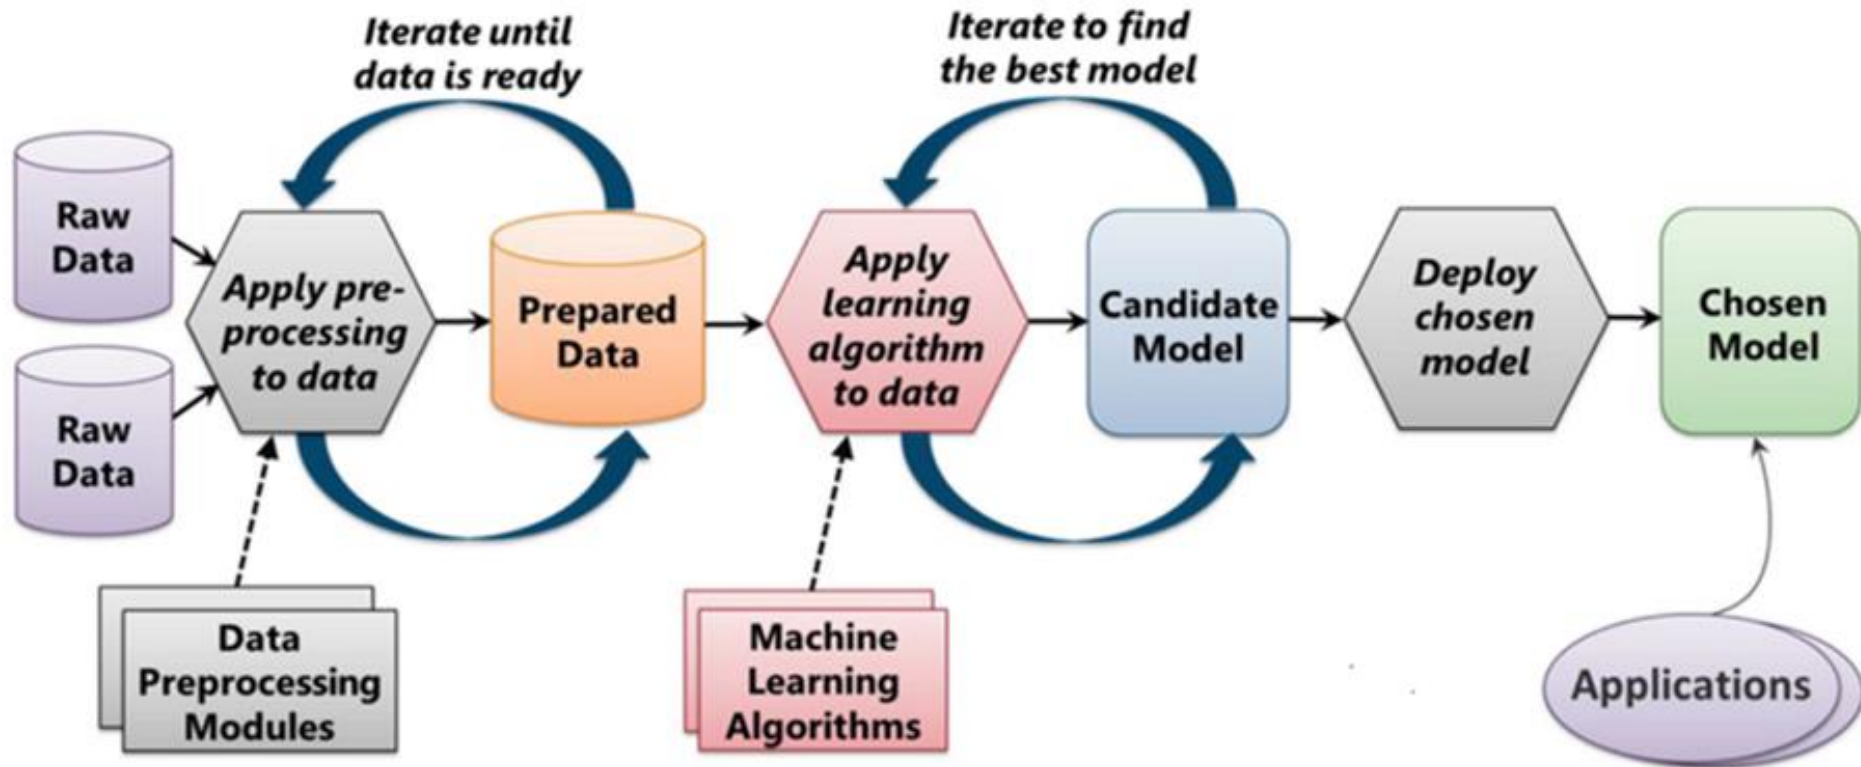 Iterate until
data is ready
Iterate to find
the best model
Raw
Data
Raw
Data
Apply pre-
processing
to data
Prepared
Data
Apply
learning
algorithm
to data
Candidate
Model
Deploy
chosen
model
Chosen
Model
Data
Preprocessing
Modules
Machine
Learning
Algorithms
Applications